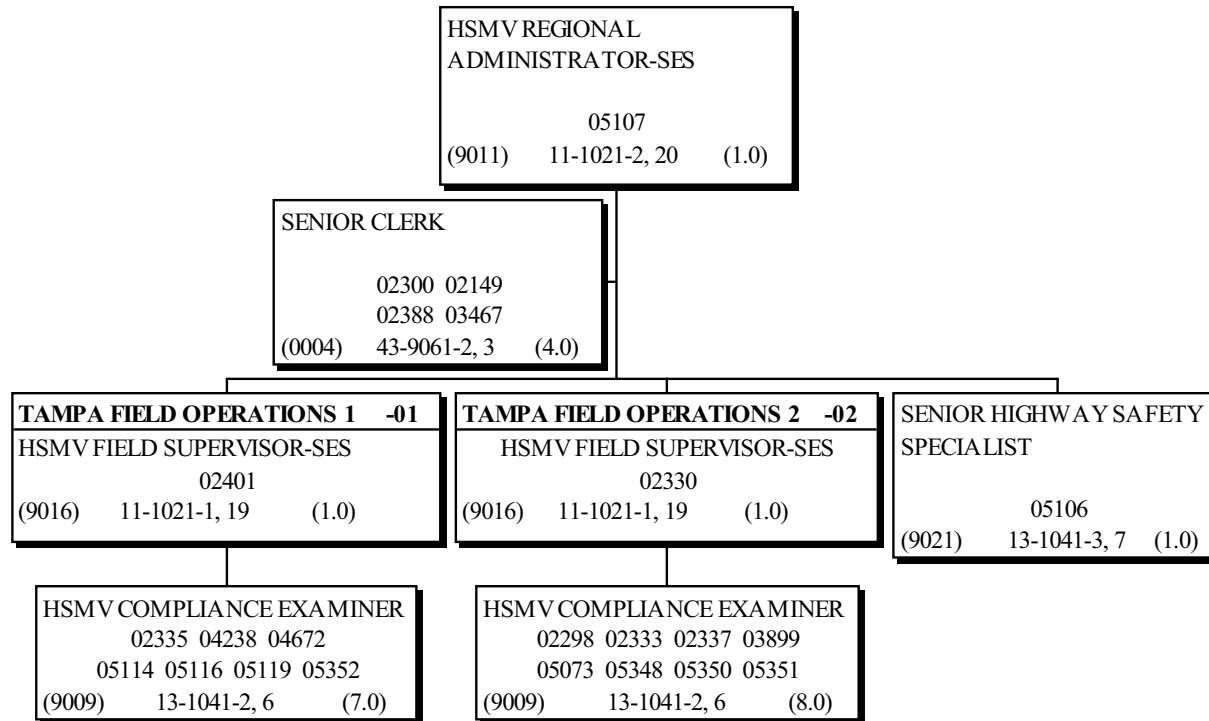 HSMV REGIONAL
ADMINISTRATOR-SES
05107
(9011) 11-1021-2, 20 (1.0)
SENIOR CLERK
02300 02149
02388 03467
(0004) 43-9061-2, 3 (4.0)
TAMPA FIELD OPERATIONS 1 -01
HSMV FIELD SUPERVISOR-SES
02401
(9016) 11-1021-1, 19 (1.0)
TAMPA FIELD OPERATIONS 2 -02
HSMV FIELD SUPERVISOR-SES
02330
(9016) 11-1021-1, 19 (1.0)
SENIOR HIGHWAY SAFETY
SPECIALIST
05106
(9021) 13-1041-3, 7 (1.0)
HSMV COMPLIANCE EXAMINER
02335 04238 04672
05114 05116 05119 05352
(9009) 13-1041-2, 6 (7.0)
HSMV COMPLIANCE EXAMINER
02298 02333 02337 03899
05073 05348 05350 05351
(9009) 13-1041-2, 6 (8.0)